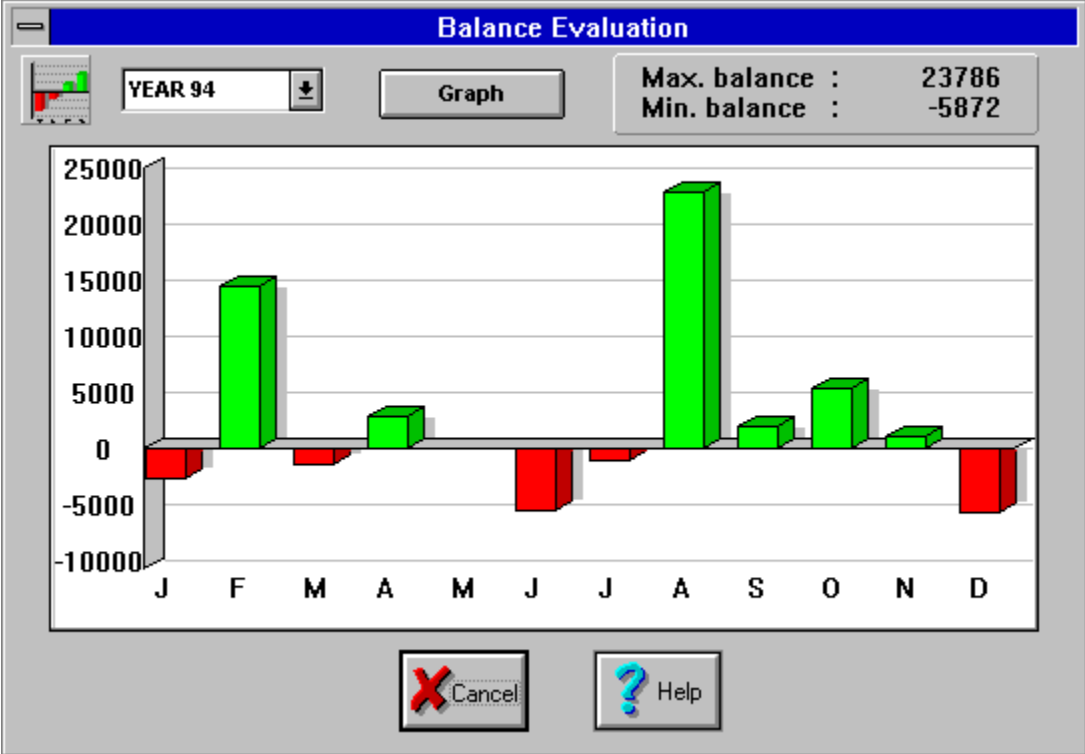 Balance Evaluation
YEAR 94
Graph
Max. balance : 23786
Min. balance : -5872
25000
20000
15000
10000
5000
0
-5000
-10000
J F M A M J J A S O N D
Cancel
Help